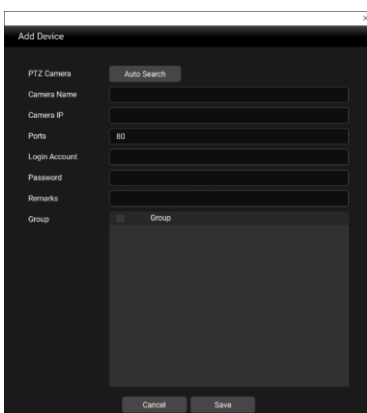 Add Device
PTZ Camera Auto Search
Camera Name
Camera IP
Ports 80
Login Account
Password
Remarks
Group Group
Cancel Save